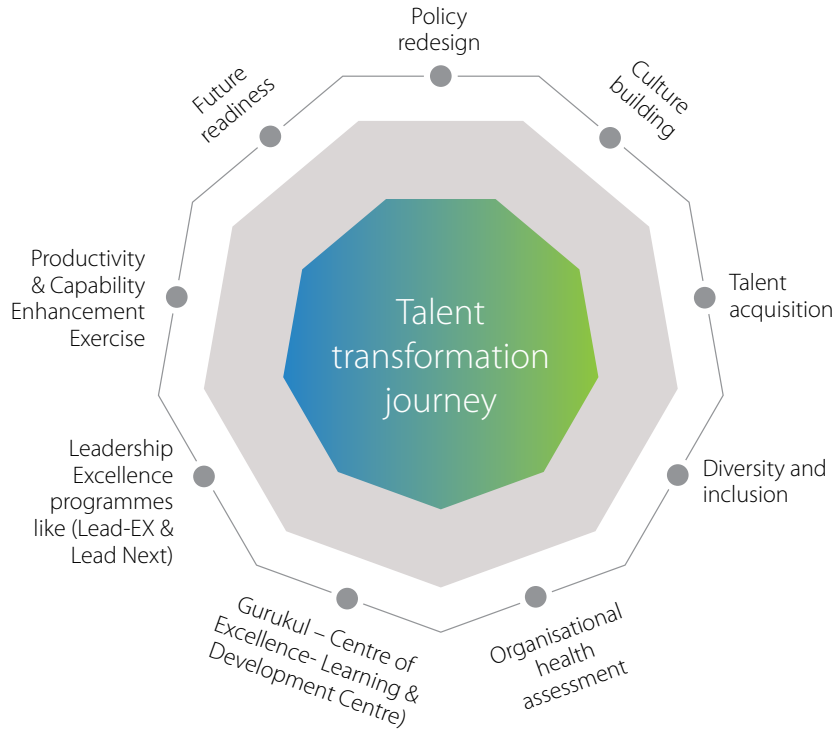 Policy
redesign
Culture
building
Talent
acquisition
Diversity and
inclusion
Organisational
health
assessment
Gurukul – Centre of
Excellence- Learning &
Development Centre)
Leadership
Excellence
programmes
like (Lead-EX &
Lead Next)
Productivity
& Capability
Enhancement
Exercise
Future
readiness
Talent
transformation
journey